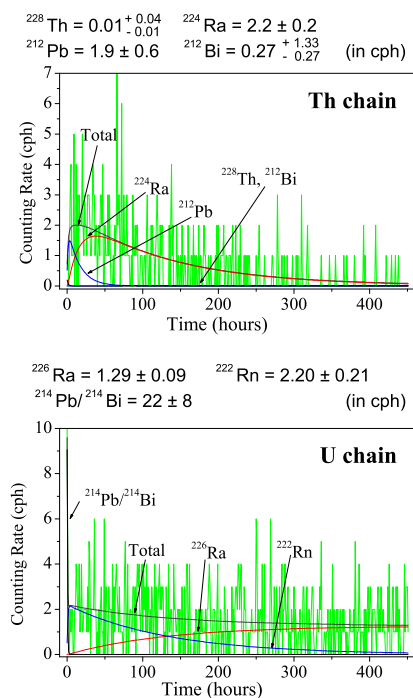 ²²⁸Th = 0.01 + 0.04 - 0.01 ²²⁴Ra = 2.2 ± 0.2
²¹²Pb = 1.9 ± 0.6 ²¹²Bi = 0.27 + 1.33 - 0.27 (in cph)
Th chain
Total
²²⁴Ra
²¹²Pb
²²⁸Th, ²¹²Bi
Counting Rate (cph)
7
6
5
4
3
2
1
0
0 100 200 300 400
Time (hours)
²²⁶Ra = 1.29 ± 0.09 ²²²Rn = 2.20 ± 0.21
²¹⁴Pb/²¹⁴Bi = 22 ± 8 (in cph)
U chain
²¹⁴Pb/²¹⁴Bi
Total
²²⁶Ra
²²²Rn
Counting Rate (cph)
10
8
6
4
2
0
0 100 200 300 400
Time (hours)